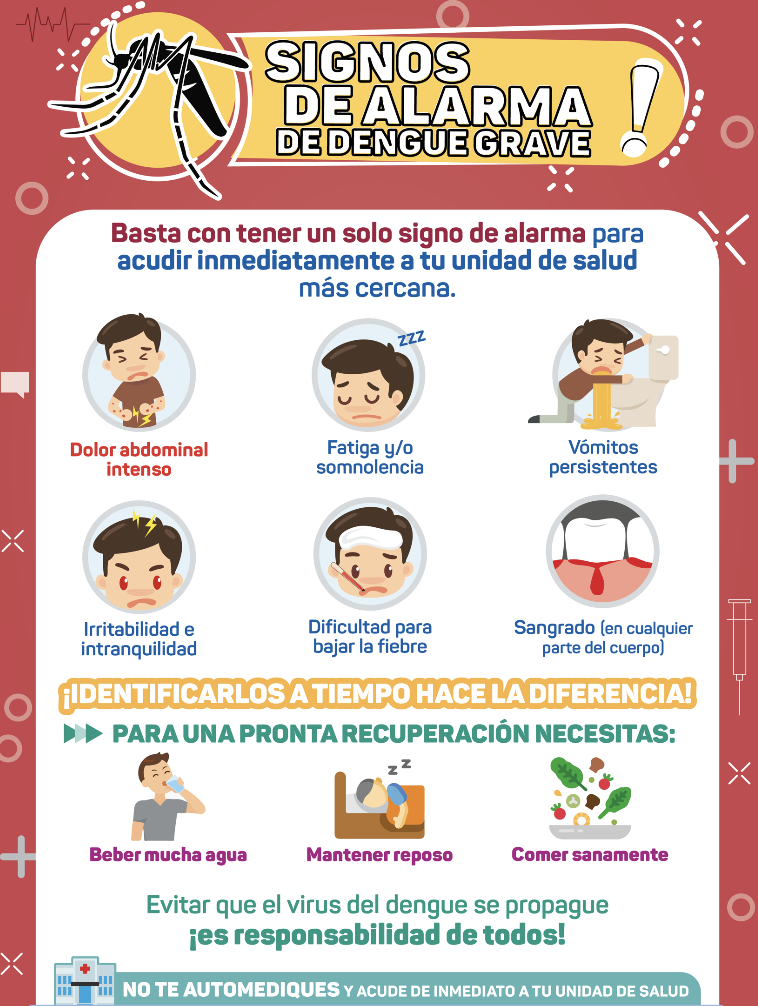 SIGNOS
DE ALARMA
DE DENGUE GRAVE !
Basta con tener un solo signo de alarma para
acudir inmediatamente a tu unidad de salud
más cercana.
zzz
Dolor abdominal
intenso
Fatiga y/o
somnolencia
Vómitos
persistentes
Irritabilidad e
intranquilidad
Dificultad para
bajar la fiebre
Sangrado (en cualquier
parte del cuerpo)
¡IDENTIFICARLOS A TIEMPO HACE LA DIFERENCIA!
PARA UNA PRONTA RECUPERACIÓN NECESITAS:
z z
Beber mucha agua
Mantener reposo
Comer sanamente
Evitar que el virus del dengue se propague
¡es responsabilidad de todos!
NO TE AUTOMEDIQUES Y ACUDE DE INMEDIATO A TU UNIDAD DE SALUD